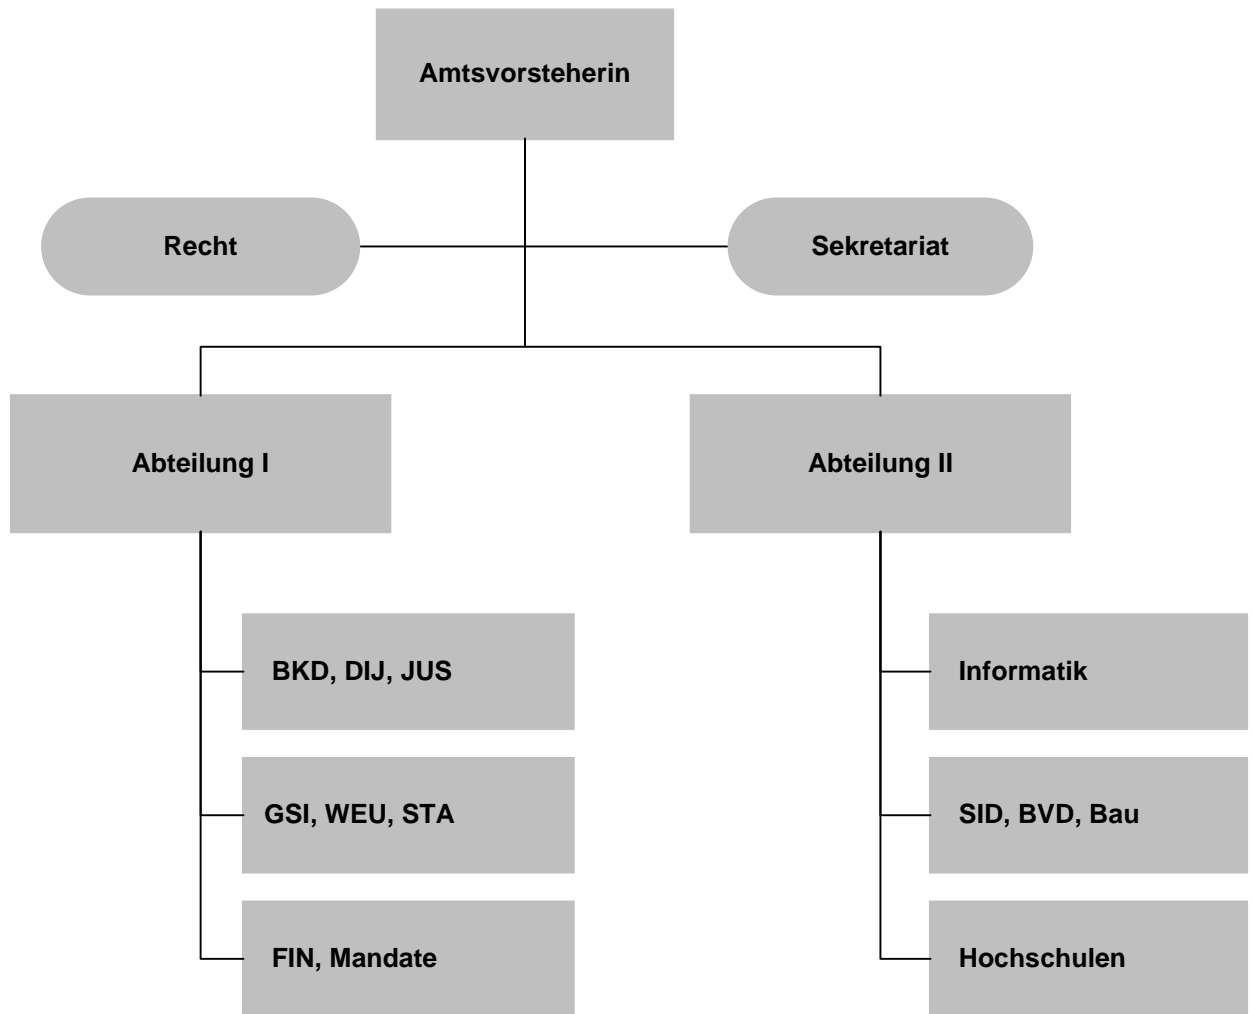 Amtsvorsteherin
Recht
Sekretariat
Abteilung I
Abteilung II
BKD, DIJ, JUS
Informatik
GSI, WEU, STA
SID, BVD, Bau
FIN, Mandate
Hochschulen